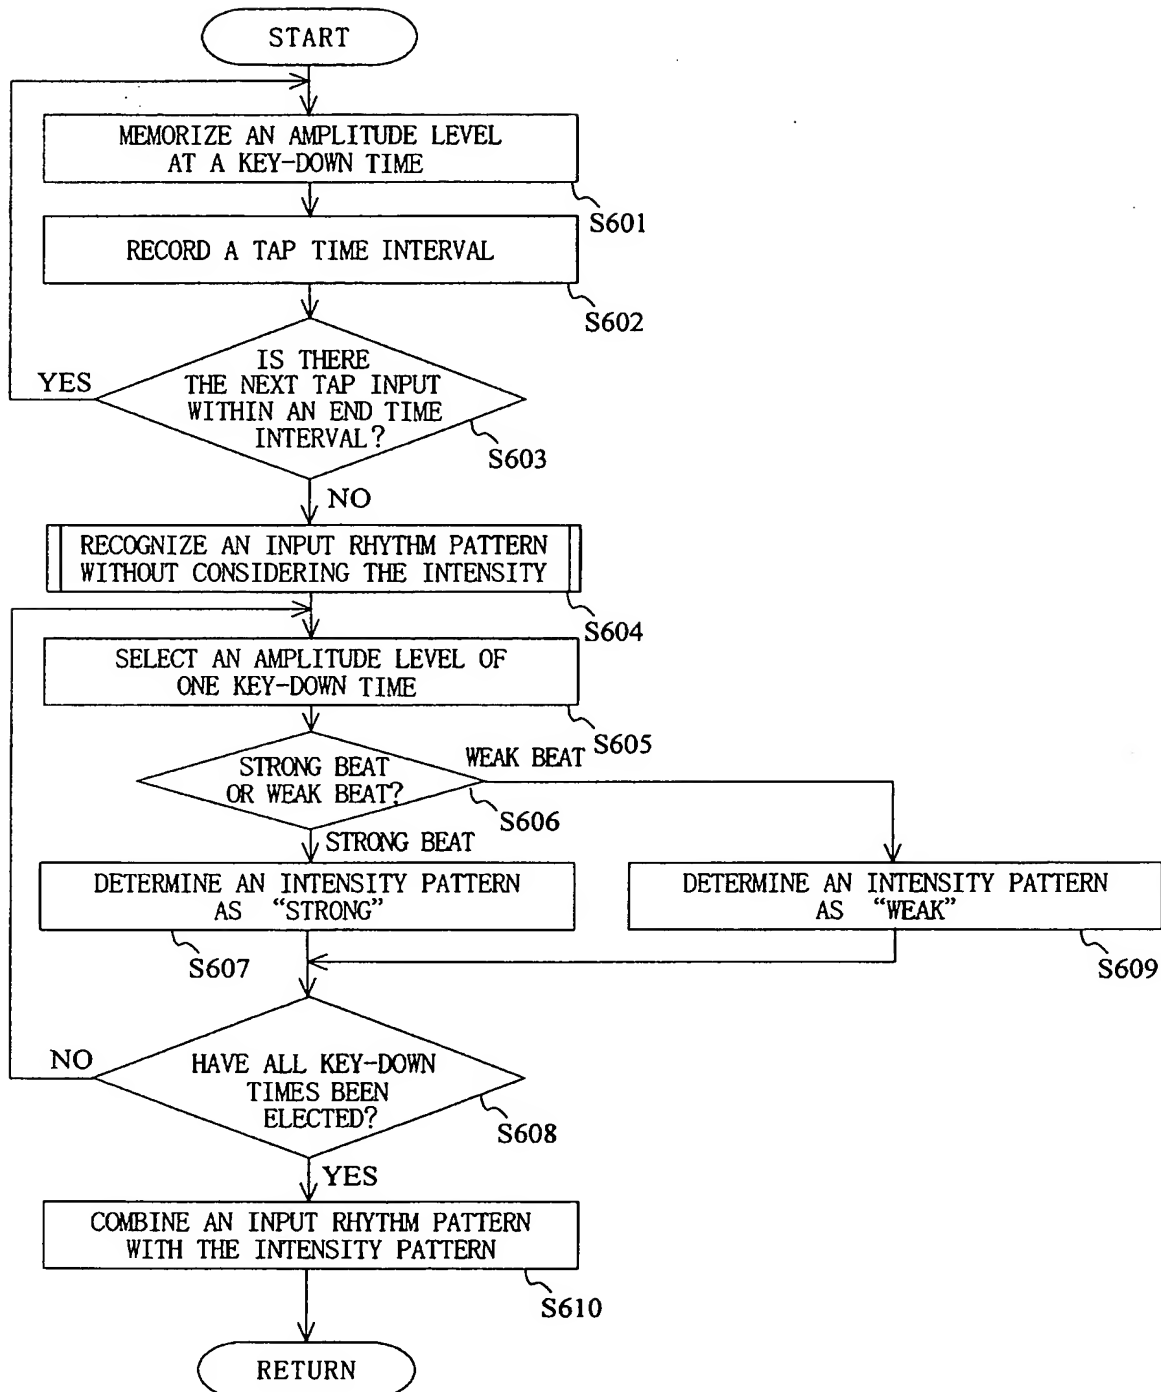 START
MEMORIZE AN AMPLITUDE LEVEL
AT A KEY-DOWN TIME
S601
RECORD A TAP TIME INTERVAL
S602
IS THERE
THE NEXT TAP INPUT
WITHIN AN END TIME
INTERVAL?
YES
S603
NO
RECOGNIZE AN INPUT RHYTHM PATTERN
WITHOUT CONSIDERING THE INTENSITY
S604
SELECT AN AMPLITUDE LEVEL OF
ONE KEY-DOWN TIME
S605
STRONG BEAT
OR WEAK BEAT?
WEAK BEAT
S606
STRONG BEAT
DETERMINE AN INTENSITY PATTERN
AS "STRONG"
S607
DETERMINE AN INTENSITY PATTERN
AS "WEAK"
S609
NO
HAVE ALL KEY-DOWN
TIMES BEEN
ELECTED?
S608
YES
COMBINE AN INPUT RHYTHM PATTERN
WITH THE INTENSITY PATTERN
S610
RETURN